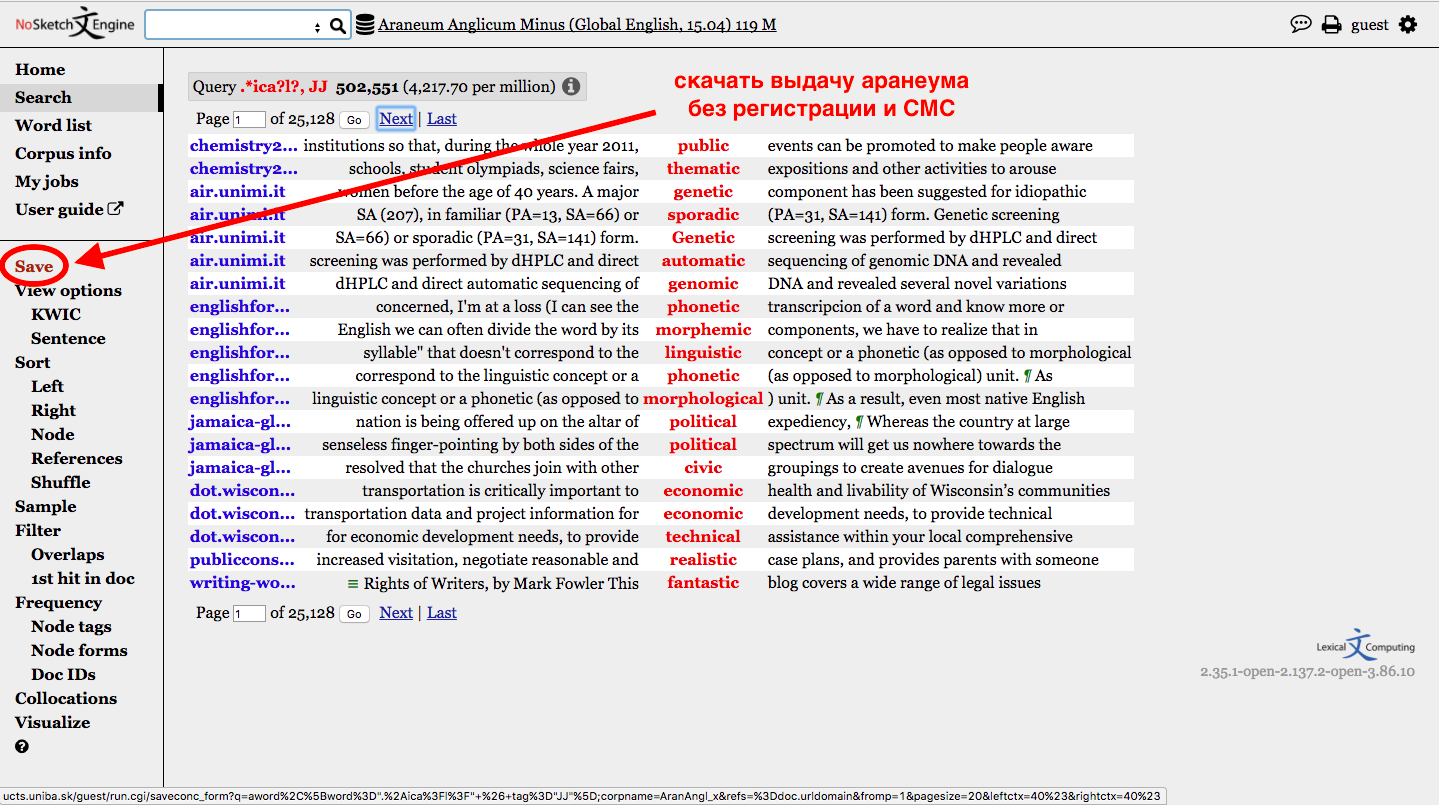 NoSketch Engine Araneum Anglicum Minus (Global English, 15.04) 119 M guest
Home
Search
Word list
Corpus info
My jobs
User guide
Save
View options
KWIC
Sentence
Sort
Left
Right
Node
References
Shuffle
Sample
Filter
Overlaps
1st hit in doc
Frequency
Node tags
Node forms
Doc IDs
Collocations
Visualize
?
Query .*ica?l?, JJ 502,551 (4,217.70 per million) i
скачать выдачу аранеума
без регистрации и СМС
Page 1 of 25,128 Go Next | Last
chemistry2... institutions so that, during the whole year 2011, public events can be promoted to make people aware
chemistry2... schools, student olympiads, science fairs, thematic expositions and other activities to arouse
air.unimi.it women before the age of 40 years. A major genetic component has been suggested for idiopathic
air.unimi.it SA (207), in familiar (PA=13, SA=66) or sporadic (PA=31, SA=141) form. Genetic screening
air.unimi.it SA=66) or sporadic (PA=31, SA=141) form. Genetic screening was performed by dHPLC and direct
air.unimi.it screening was performed by dHPLC and direct automatic sequencing of genomic DNA and revealed
air.unimi.it dHPLC and direct automatic sequencing of genomic DNA and revealed several novel variations
englishfor... concerned, I'm at a loss (I can see the phonetic transcripcion of a word and know more or
englishfor... English we can often divide the word by its morphemic components, we have to realize that in
englishfor... syllable" that doesn't correspond to the linguistic concept or a phonetic (as opposed to morphological
englishfor... correspond to the linguistic concept or a phonetic (as opposed to morphological) unit. ¶ As
englishfor... linguistic concept or a phonetic (as opposed to morphological ) unit. ¶ As a result, even most native English
jamaica-gl... nation is being offered up on the altar of political expediency, ¶ Whereas the country at large
jamaica-gl... senseless finger-pointing by both sides of the political spectrum will get us nowhere towards the
jamaica-gl... resolved that the churches join with other civic groupings to create avenues for dialogue
dot.wiscon... transportation is critically important to economic health and livability of Wisconsin's communities
dot.wiscon... transportation data and project information for economic development needs, to provide technical
dot.wiscon... for economic development needs, to provide technical assistance within your local comprehensive
publiccons... increased visitation, negotiate reasonable and realistic case plans, and provides parents with someone
writing-wo... ≡ Rights of Writers, by Mark Fowler This fantastic blog covers a wide range of legal issues
Page 1 of 25,128 Go Next | Last
Lexical 文 Computing
2.35.1-open-2.137.2-open-3.86.10
ucts.uniba.sk/guest/run.cgi/saveconc_form?q=aword%2C%5Bword%3D".%2Aica%3Fl%3F"+%26+tag%3D"JJ"%5D;corpname=AranAngl_x&refs=%3Ddoc.urldomain&fromp=1&pagesize=20&leftctx=40%23&rightctx=40%23